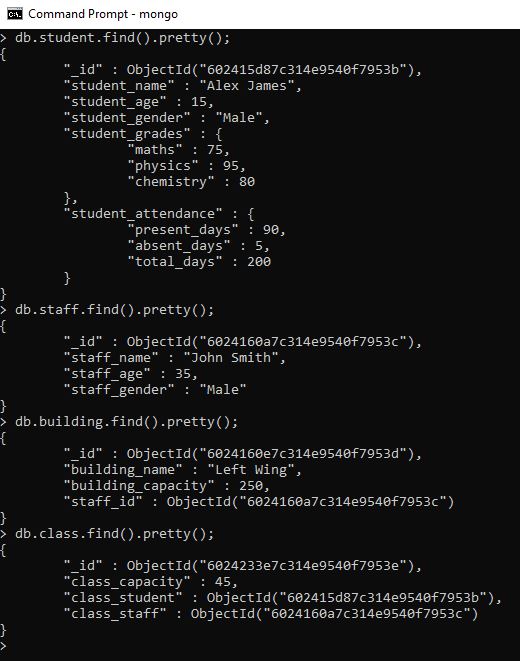 Command Prompt - mongo
> db.student.find().pretty();
{
        "_id" : ObjectId("602415d87c314e9540f7953b"),
        "student_name" : "Alex James",
        "student_age" : 15,
        "student_gender" : "Male",
        "student_grades" : {
                "maths" : 75,
                "physics" : 95,
                "chemistry" : 80
        },
        "student_attendance" : {
                "present_days" : 90,
                "absent_days" : 5,
                "total_days" : 200
        }
}
> db.staff.find().pretty();
{
        "_id" : ObjectId("6024160a7c314e9540f7953c"),
        "staff_name" : "John Smith",
        "staff_age" : 35,
        "staff_gender" : "Male"
}
> db.building.find().pretty();
{
        "_id" : ObjectId("6024160e7c314e9540f7953d"),
        "building_name" : "Left Wing",
        "building_capacity" : 250,
        "staff_id" : ObjectId("6024160a7c314e9540f7953c")
}
> db.class.find().pretty();
{
        "_id" : ObjectId("6024233e7c314e9540f7953e"),
        "class_capacity" : 45,
        "class_student" : ObjectId("602415d87c314e9540f7953b"),
        "class_staff" : ObjectId("6024160a7c314e9540f7953c")
}
>